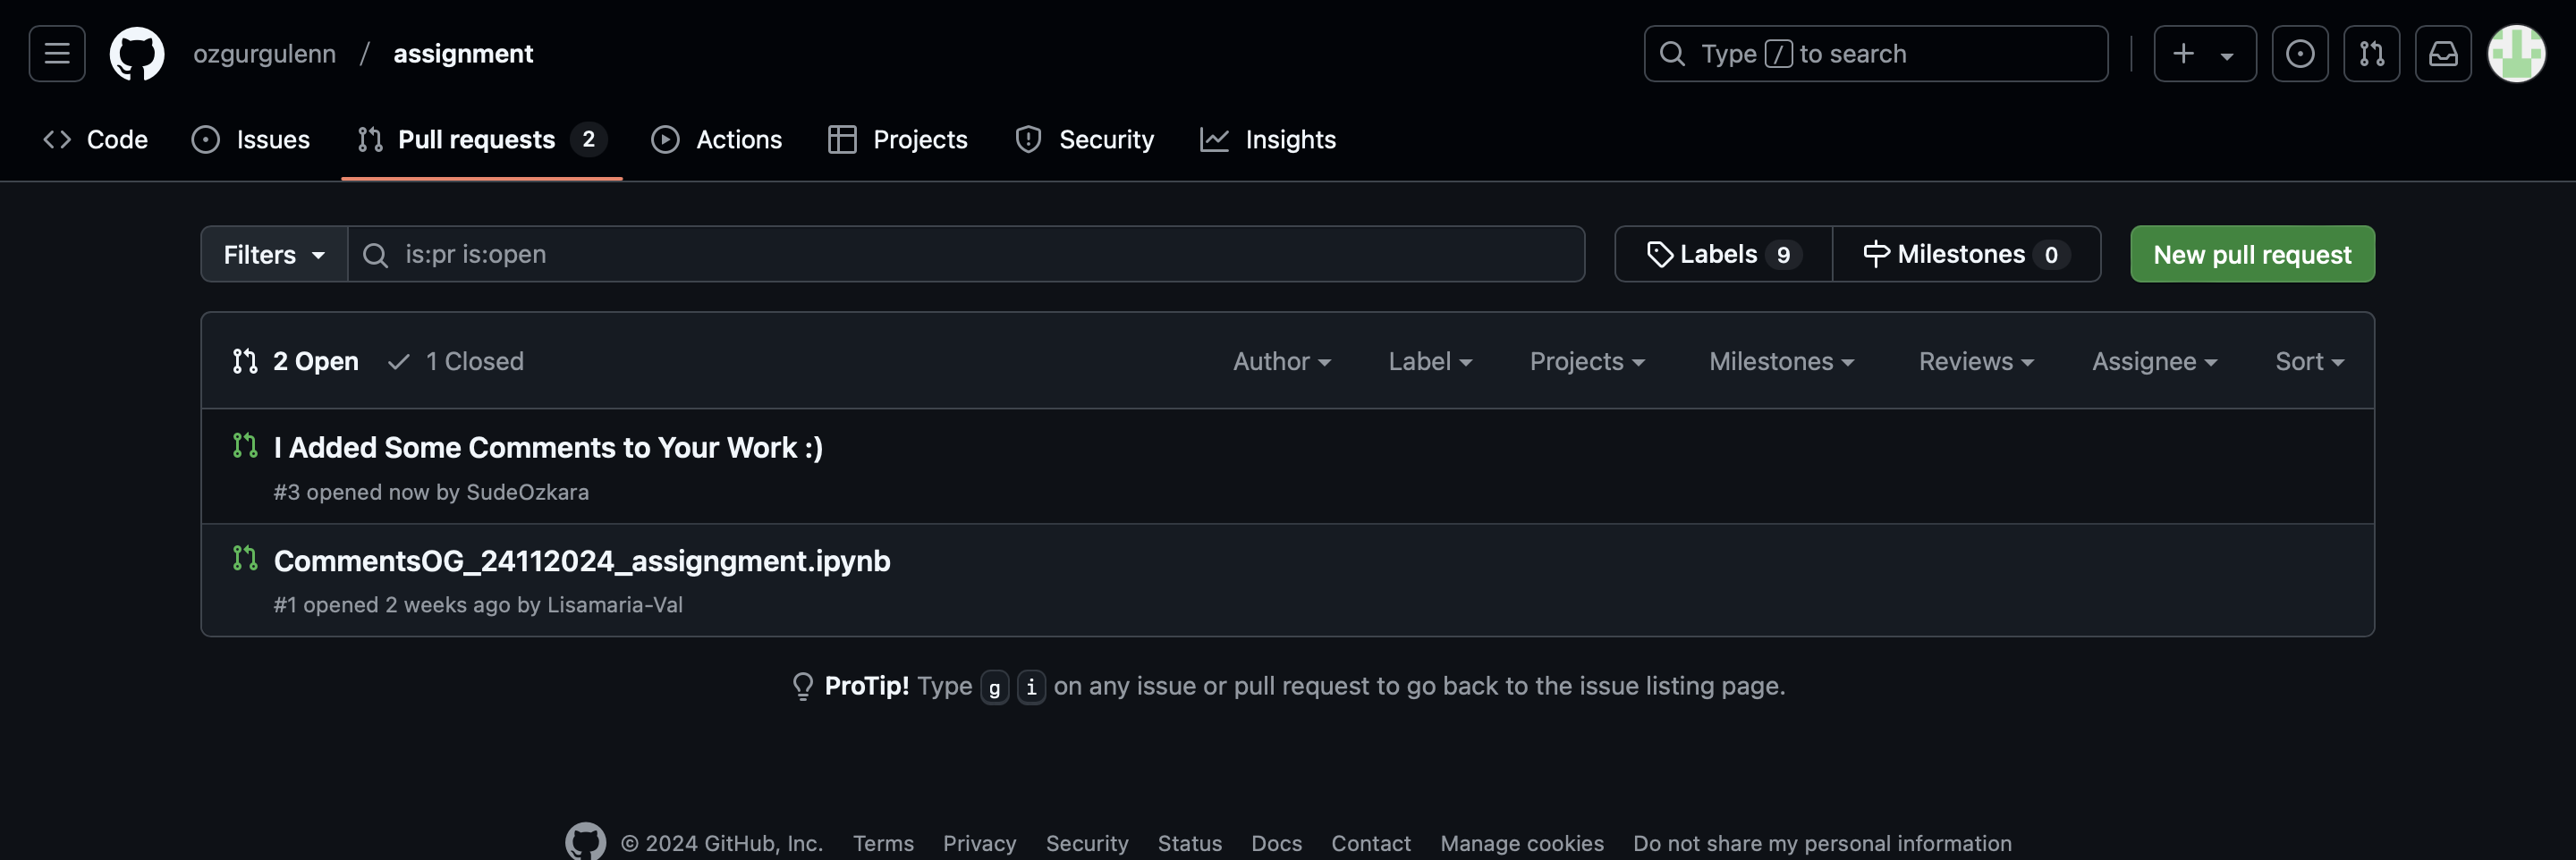 ozgurgulenn / assignment
Type / to search
Code Issues Pull requests 2 Actions Projects Security Insights
Filters is:pr is:open Labels 9 Milestones 0 New pull request
2 Open 1 Closed Author Label Projects Milestones Reviews Assignee Sort
I Added Some Comments to Your Work :)
#3 opened now by SudeOzkara
CommentsOG_24112024_assigngment.ipynb
#1 opened 2 weeks ago by Lisamaria-Val
ProTip! Type g i on any issue or pull request to go back to the issue listing page.
© 2024 GitHub, Inc. Terms Privacy Security Status Docs Contact Manage cookies Do not share my personal information